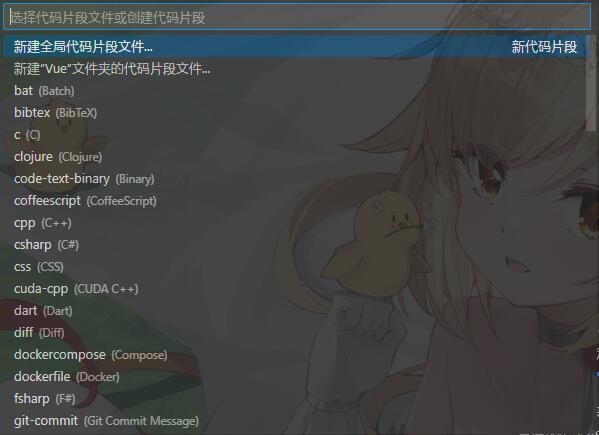 选择代码片段文件或创建代码片段
新建全局代码片段文件... 新代码片段
新建"Vue"文件夹的代码片段文件...
bat (Batch)
bibtex (BibTeX)
c (C)
clojure (Clojure)
code-text-binary (Binary)
coffeescript (CoffeeScript)
cpp (C++)
csharp (C#)
css (CSS)
cuda-cpp (CUDA C++)
dart (Dart)
diff (Diff)
dockercompose (Compose)
dockerfile (Docker)
fsharp (F#)
git-commit (Git Commit Message)